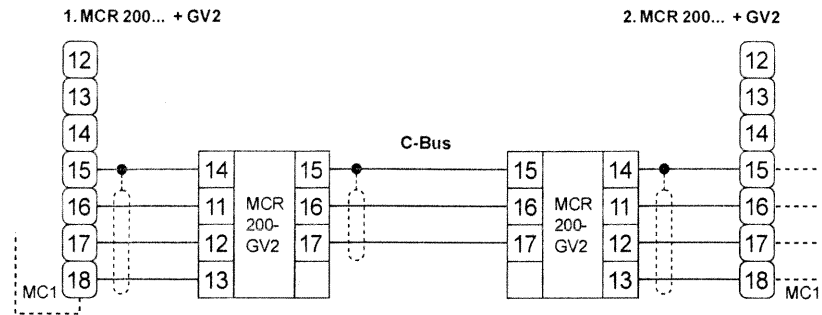 1. MCR 200... + GV2
2. MCR 200... + GV2
12
12
13
13
14
14
C-Bus
15 14 15 15 14 15
16 11 MCR 16 16 MCR 11 16
200-
200-
17 12 GV2 17 17 GV2 12 17
18 13 13 18
MC1
MC1